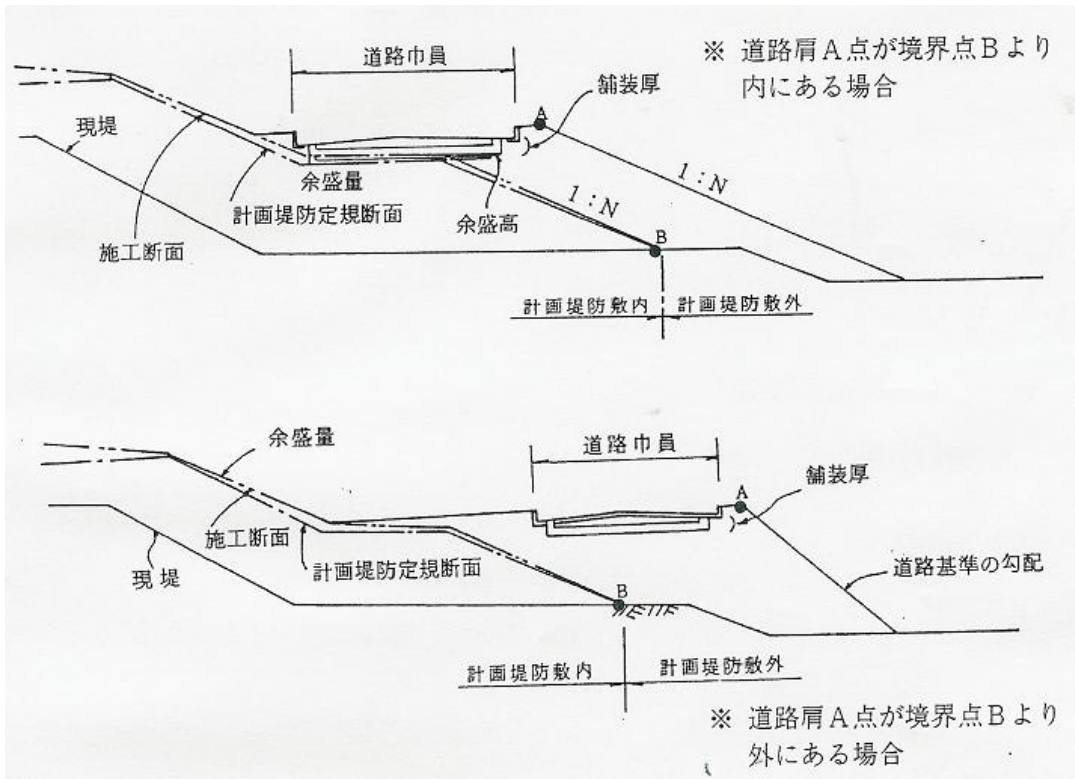 道路巾員
※ 道路肩A点が境界点Bより
内にある場合
舗装厚
A
現堤
余盛量
1:N
1:N
計画堤防定規断面
余盛高
施工断面
B
計画堤防敷内
計画堤防敷外
余盛量
道路巾員
舗装厚
A
施工断面
計画堤防定規断面
現堤
道路基準の勾配
B
計画堤防敷内
計画堤防敷外
※ 道路肩A点が境界点Bより
外にある場合